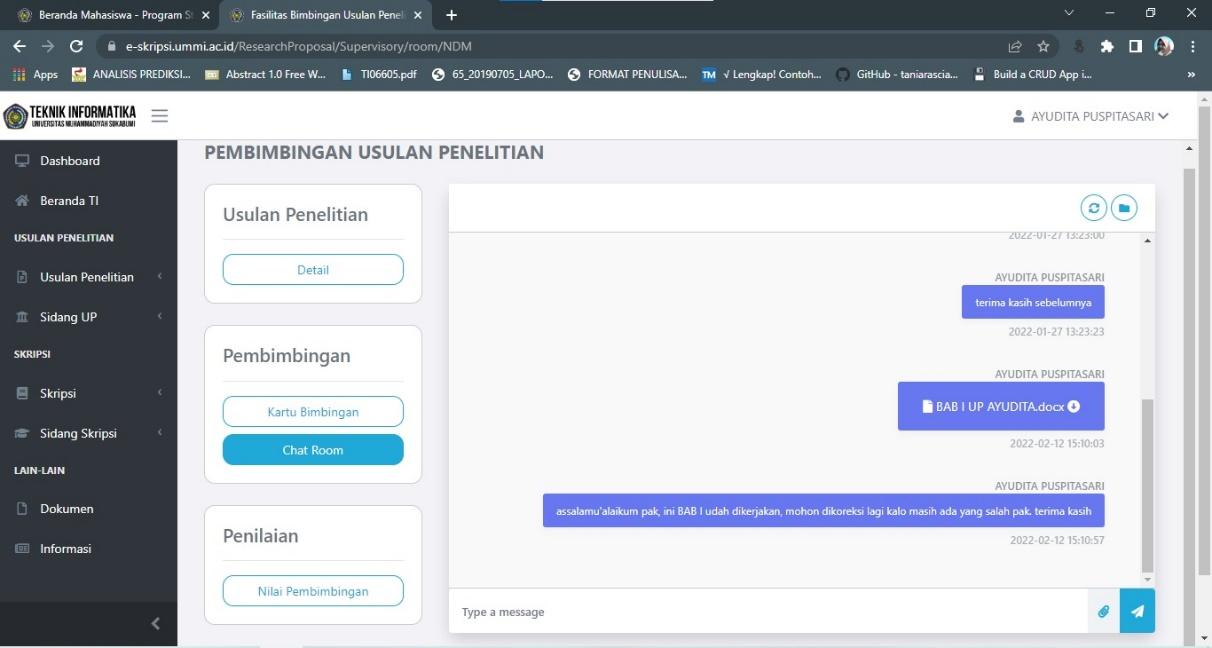 Beranda Mahasiswa - Program St
Fasilitas Bimbingan Usulan Penel
e-skripsi.ummi.ac.id/ResearchProposal/Supervisory/room/NDM
Apps
ANALISIS PREDIKSI...
Abstract 1.0 Free W...
TI06605.pdf
65_20190705_LAPO...
FORMAT PENULISA...
TM √ Lengkap! Contoh...
GitHub - taniarascia...
Build a CRUD App i...
»
TEKNIK INFORMATIKA
UNIVERSITAS MUHAMMADIYAH SUKABUMI
AYUDITA PUSPITASARI
Dashboard
Beranda TI
USULAN PENELITIAN
Usulan Penelitian
Sidang UP
SKRIPSI
Skripsi
Sidang Skripsi
LAIN-LAIN
Dokumen
Informasi
PEMBIMBINGAN USULAN PENELITIAN
Usulan Penelitian
Detail
Pembimbingan
Kartu Bimbingan
Chat Room
Penilaian
Nilai Pembimbingan
2022-01-27 13:23:00
AYUDITA PUSPITASARI
terima kasih sebelumnya
2022-01-27 13:23:23
AYUDITA PUSPITASARI
BAB I UP AYUDITA.docx
2022-02-12 15:10:03
AYUDITA PUSPITASARI
assalamu'alaikum pak, ini BAB I udah dikerjakan, mohon dikoreksi lagi kalo masih ada yang salah pak. terima kasih
2022-02-12 15:10:57
Type a message